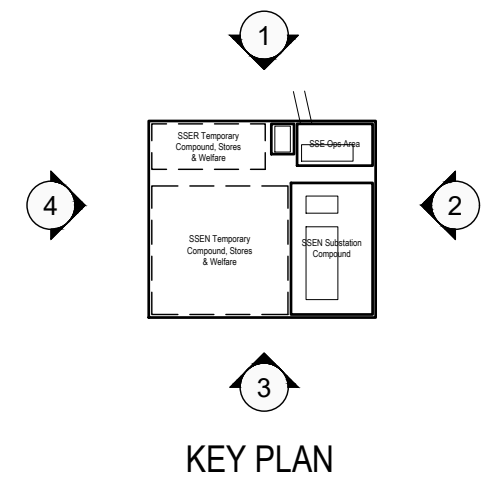 1
SSER Temporary
Compound, Stores
& Welfare
SSE Ops Area
4
2
SSEN Temporary
Compound, Stores
& Welfare
SSEN Substation
Compound
3
KEY PLAN